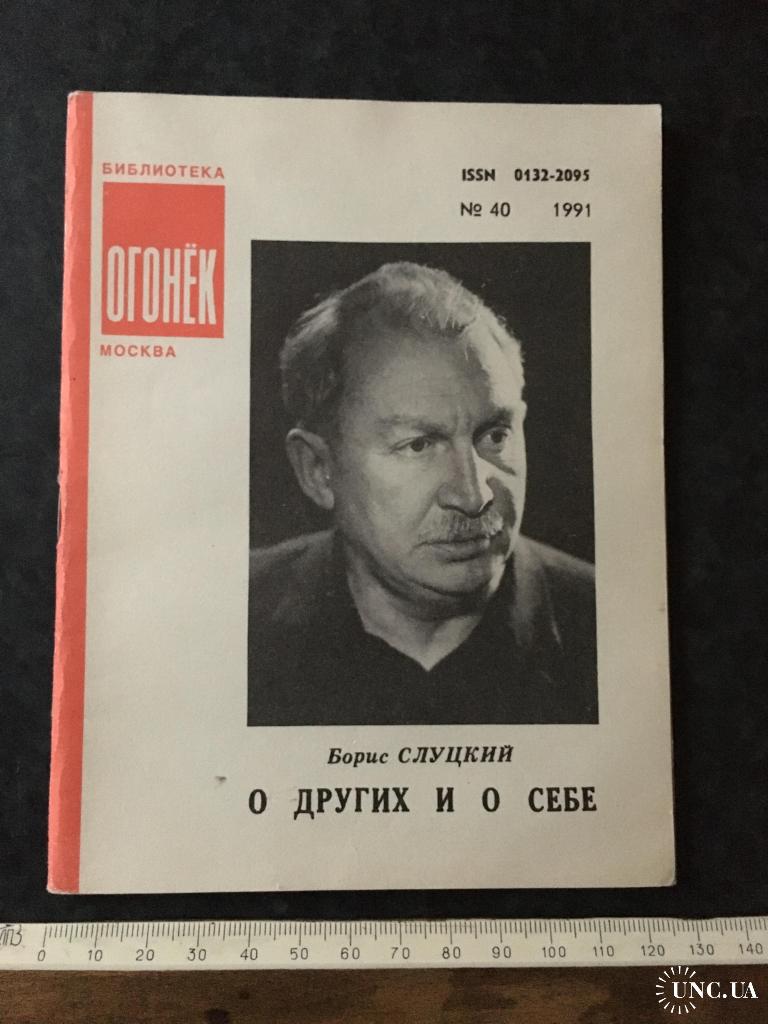 БИБЛИОТЕКА
ОГОНЁК
МОСКВА
ISSN 0132-2095
№ 40 1991
Борис СЛУЦКИЙ
О ДРУГИХ И О СЕБЕ
0 10 20 30 40 50 60 70 80 90 100 110 120 130 140
UNC.UA